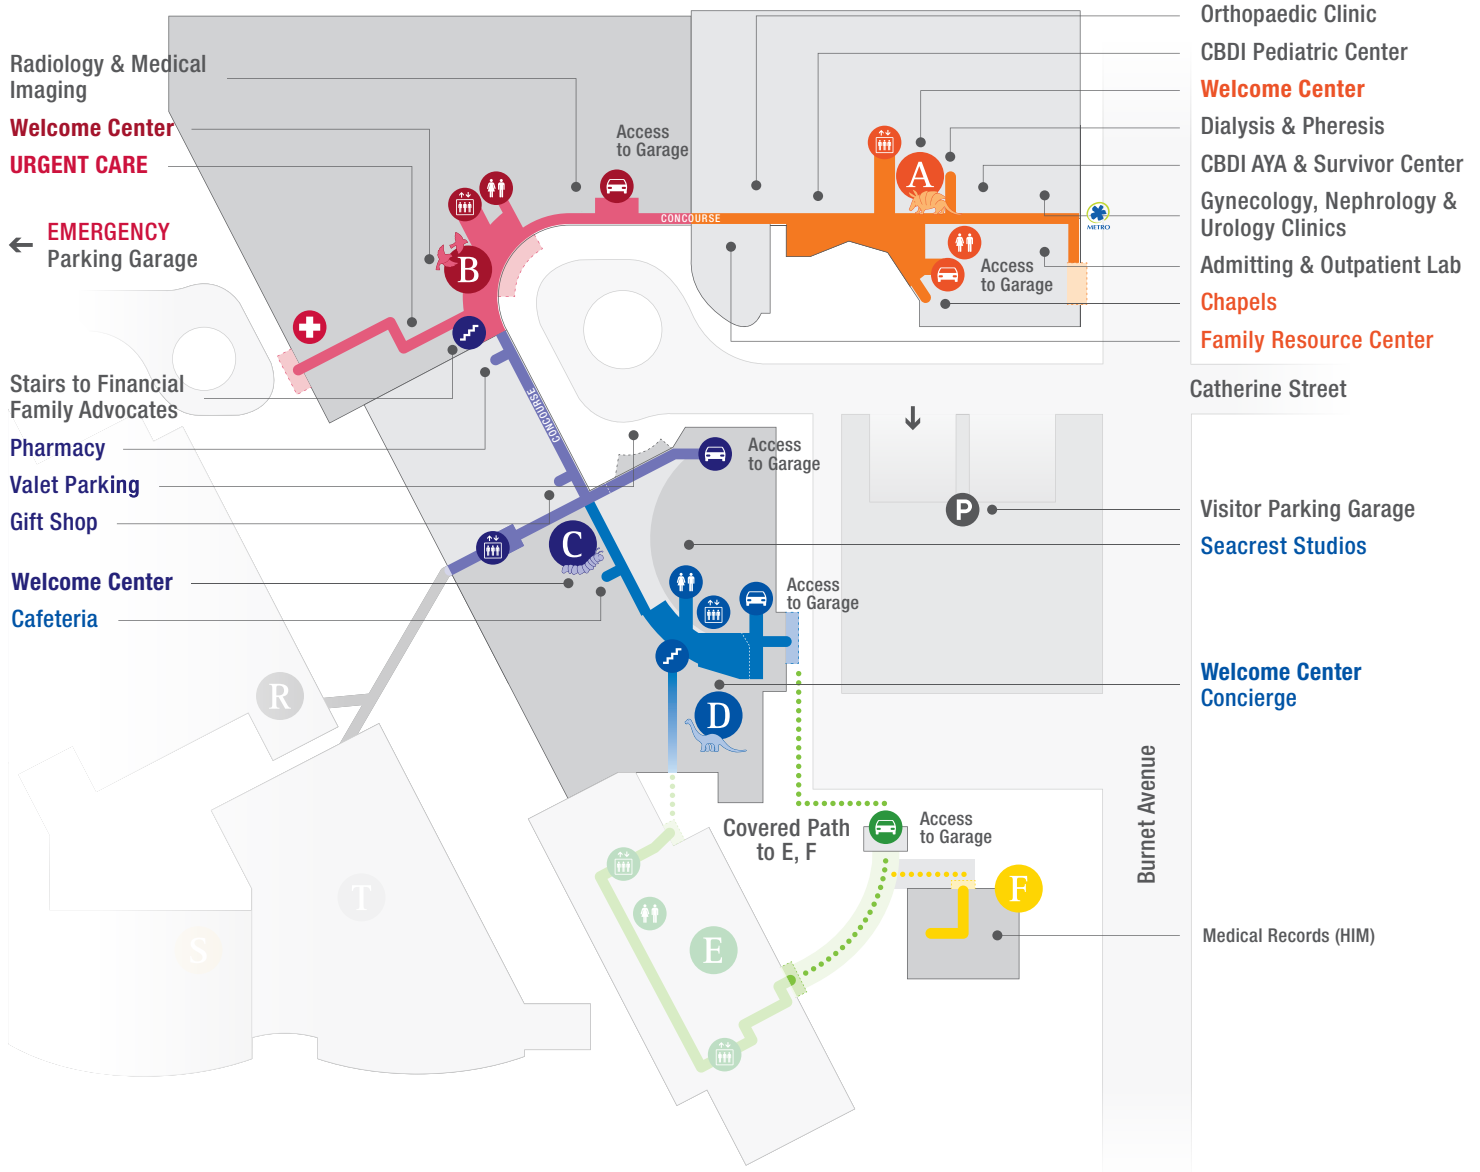 Orthopaedic Clinic
CBDI Pediatric Center
Welcome Center
Dialysis & Pheresis
CBDI AYA & Survivor Center
Gynecology, Nephrology &
Urology Clinics
Admitting & Outpatient Lab
Chapels
Family Resource Center
Radiology & Medical
Imaging
Welcome Center
URGENT CARE
EMERGENCY
Parking Garage
Access
to Garage
CONCOURSE
A
METRO
Access
to Garage
B
Catherine Street
Stairs to Financial
Family Advocates
Pharmacy
Valet Parking
Gift Shop
Welcome Center
Cafeteria
CONCOURSE
Access
to Garage
C
P
Visitor Parking Garage
Seacrest Studios
Access
to Garage
Welcome Center
Concierge
D
R
T
S
Covered Path
to E, F
Access
to Garage
Burnet Avenue
E
F
Medical Records (HIM)